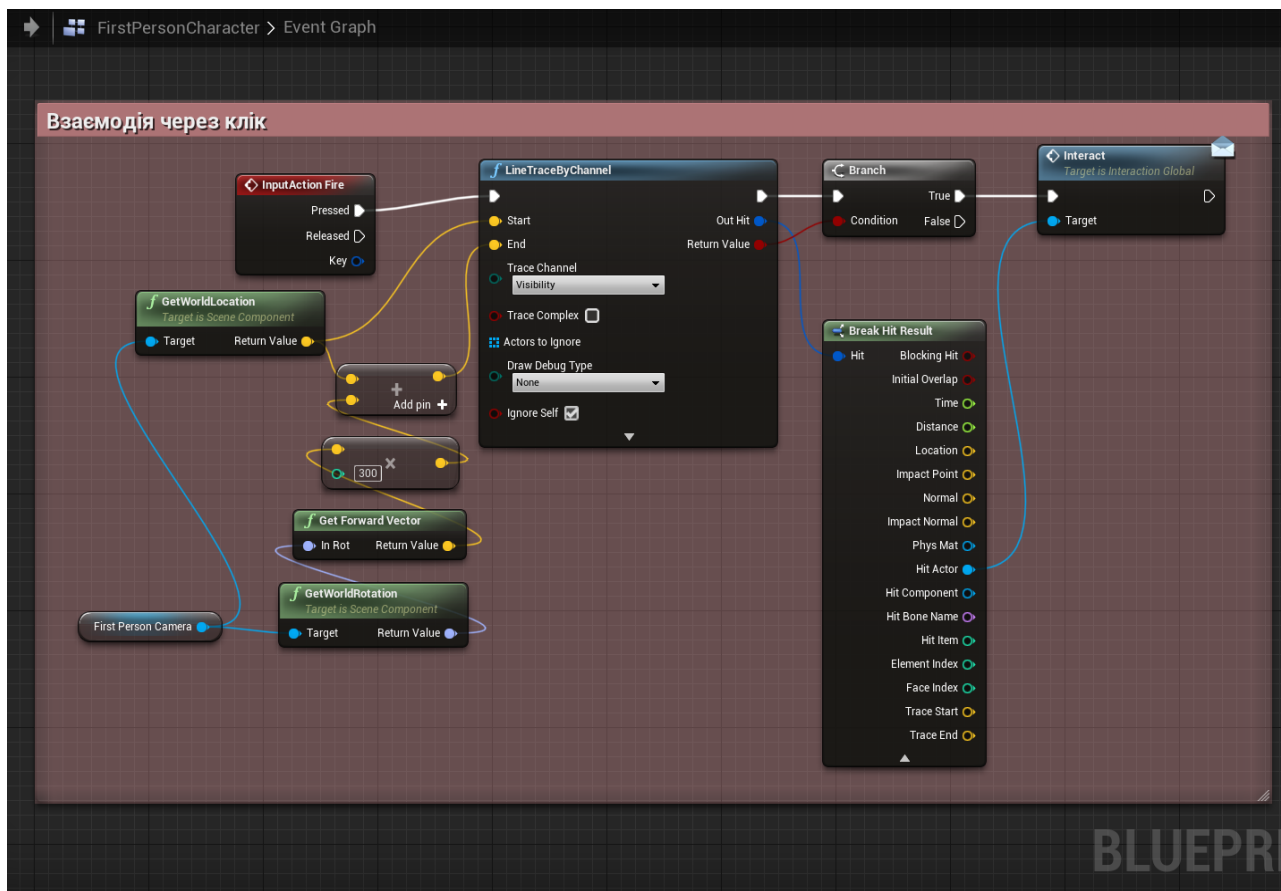 FirstPersonCharacter > Event Graph
Взаємодія через клік
InputAction Fire
Pressed
Released
Key
GetWorldLocation
Target is Scene Component
Target
Return Value
+
Add pin +
×
300
Get Forward Vector
In Rot
Return Value
GetWorldRotation
Target is Scene Component
Target
Return Value
First Person Camera
LineTraceByChannel
Start
Out Hit
End
Return Value
Trace Channel
Visibility
Trace Complex
Actors to Ignore
Draw Debug Type
None
Ignore Self
Branch
True
Condition
False
Interact
Target is Interaction Global
Target
Break Hit Result
Hit
Blocking Hit
Initial Overlap
Time
Distance
Location
Impact Point
Normal
Impact Normal
Phys Mat
Hit Actor
Hit Component
Hit Bone Name
Hit Item
Element Index
Face Index
Trace Start
Trace End
BLUEPR